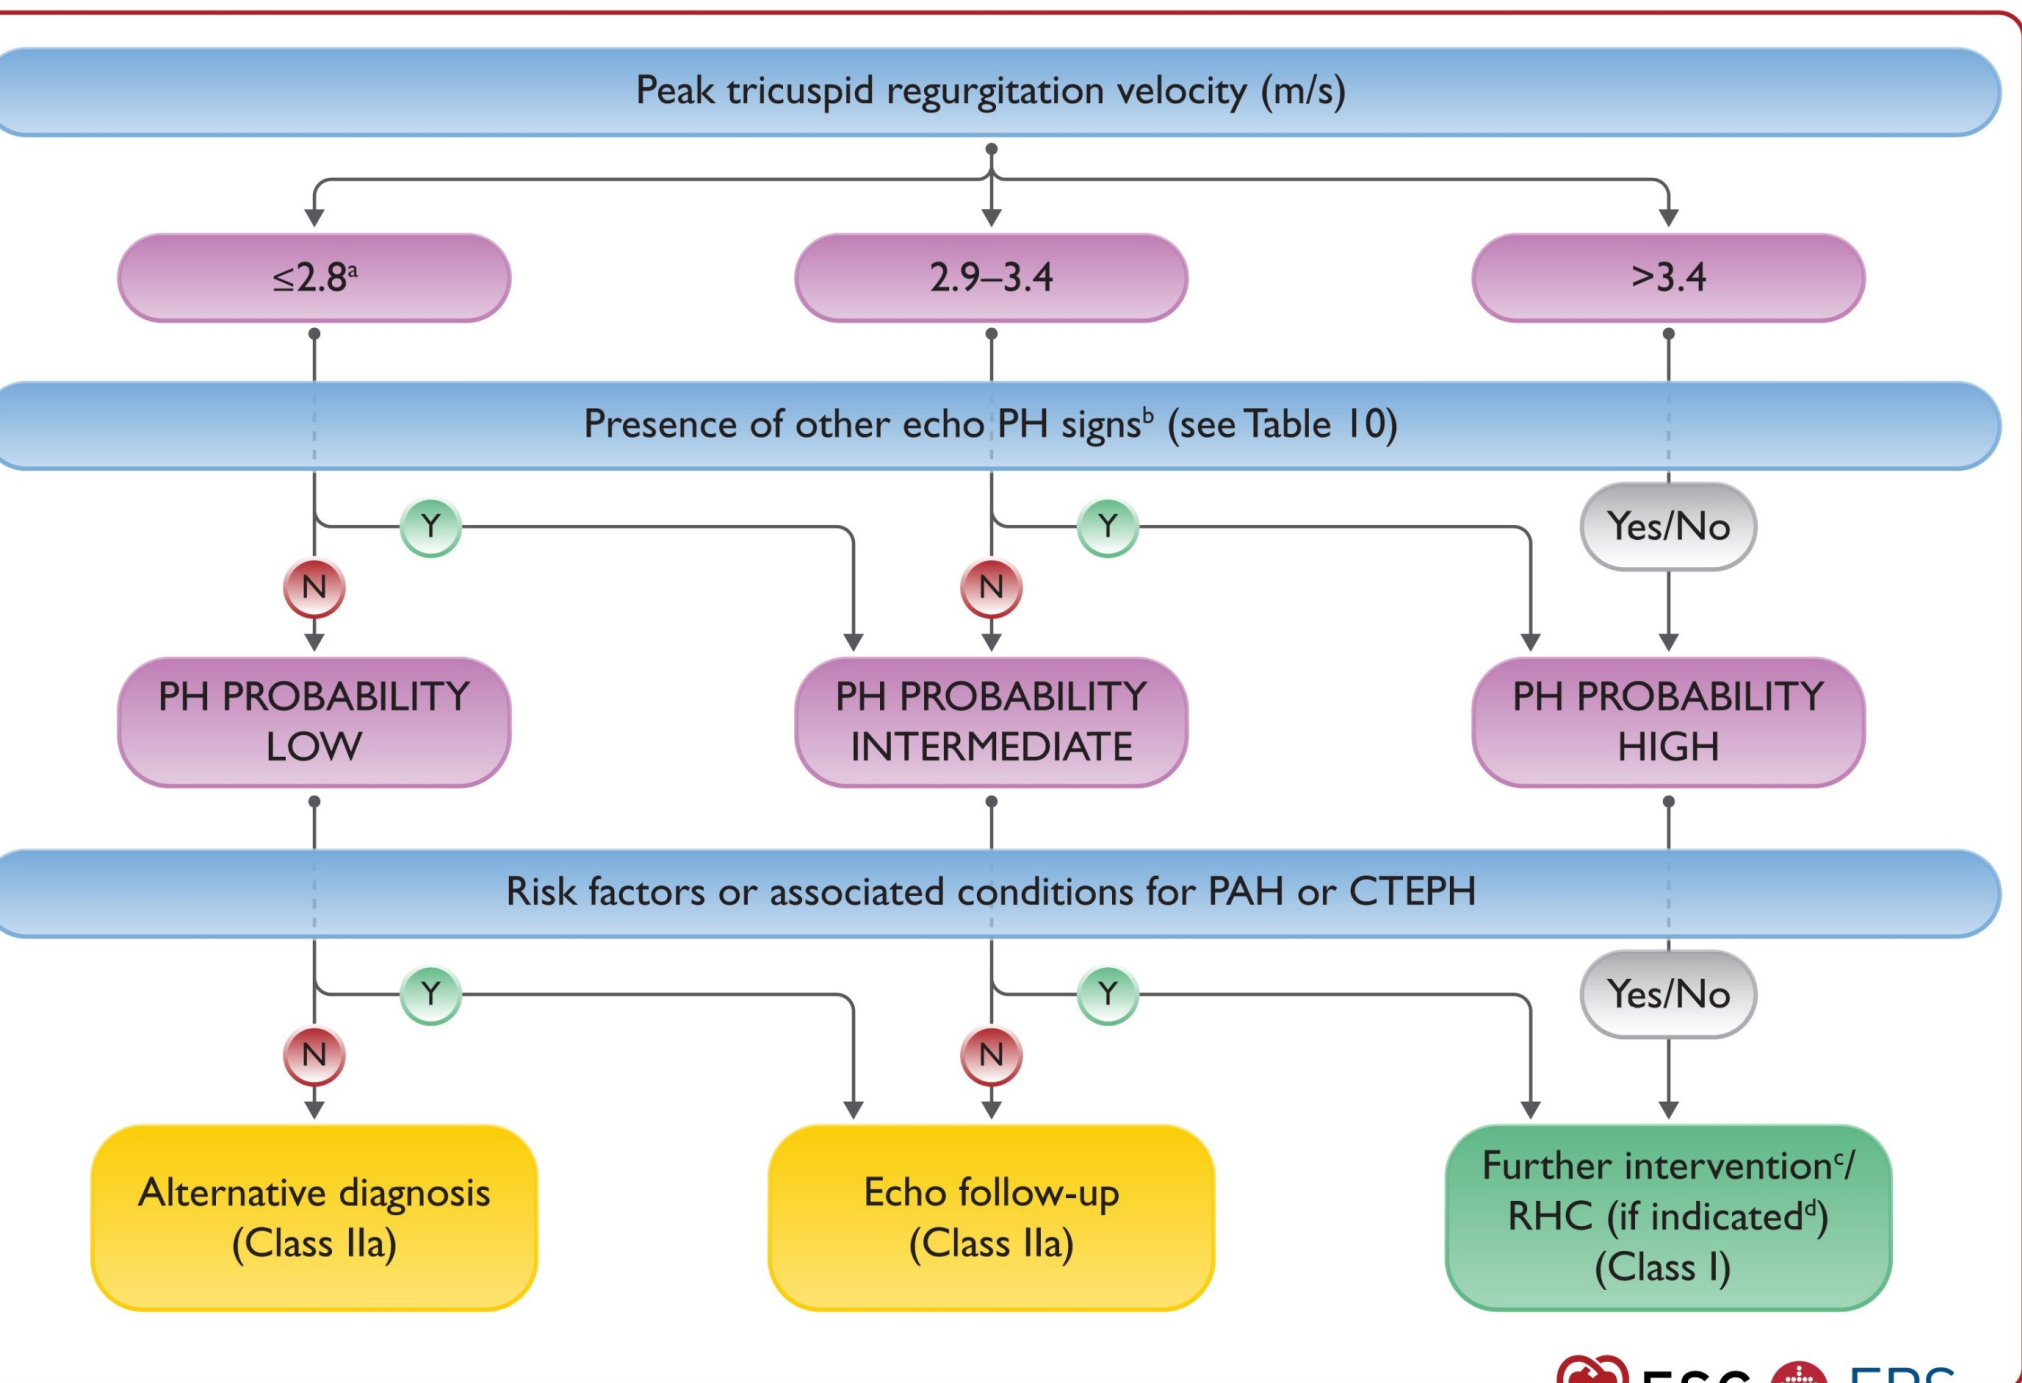 Peak tricuspid regurgitation velocity (m/s)
≤2.8ᵃ
2.9–3.4
>3.4
Presence of other echo PH signsᵇ (see Table 10)
Y
Y
Yes/No
N
N
PH PROBABILITY
LOW
PH PROBABILITY
INTERMEDIATE
PH PROBABILITY
HIGH
Risk factors or associated conditions for PAH or CTEPH
Y
Y
Yes/No
N
N
Alternative diagnosis
(Class IIa)
Echo follow-up
(Class IIa)
Further interventionᶜ/
RHC (if indicatedᵈ)
(Class I)
ESC
ERS